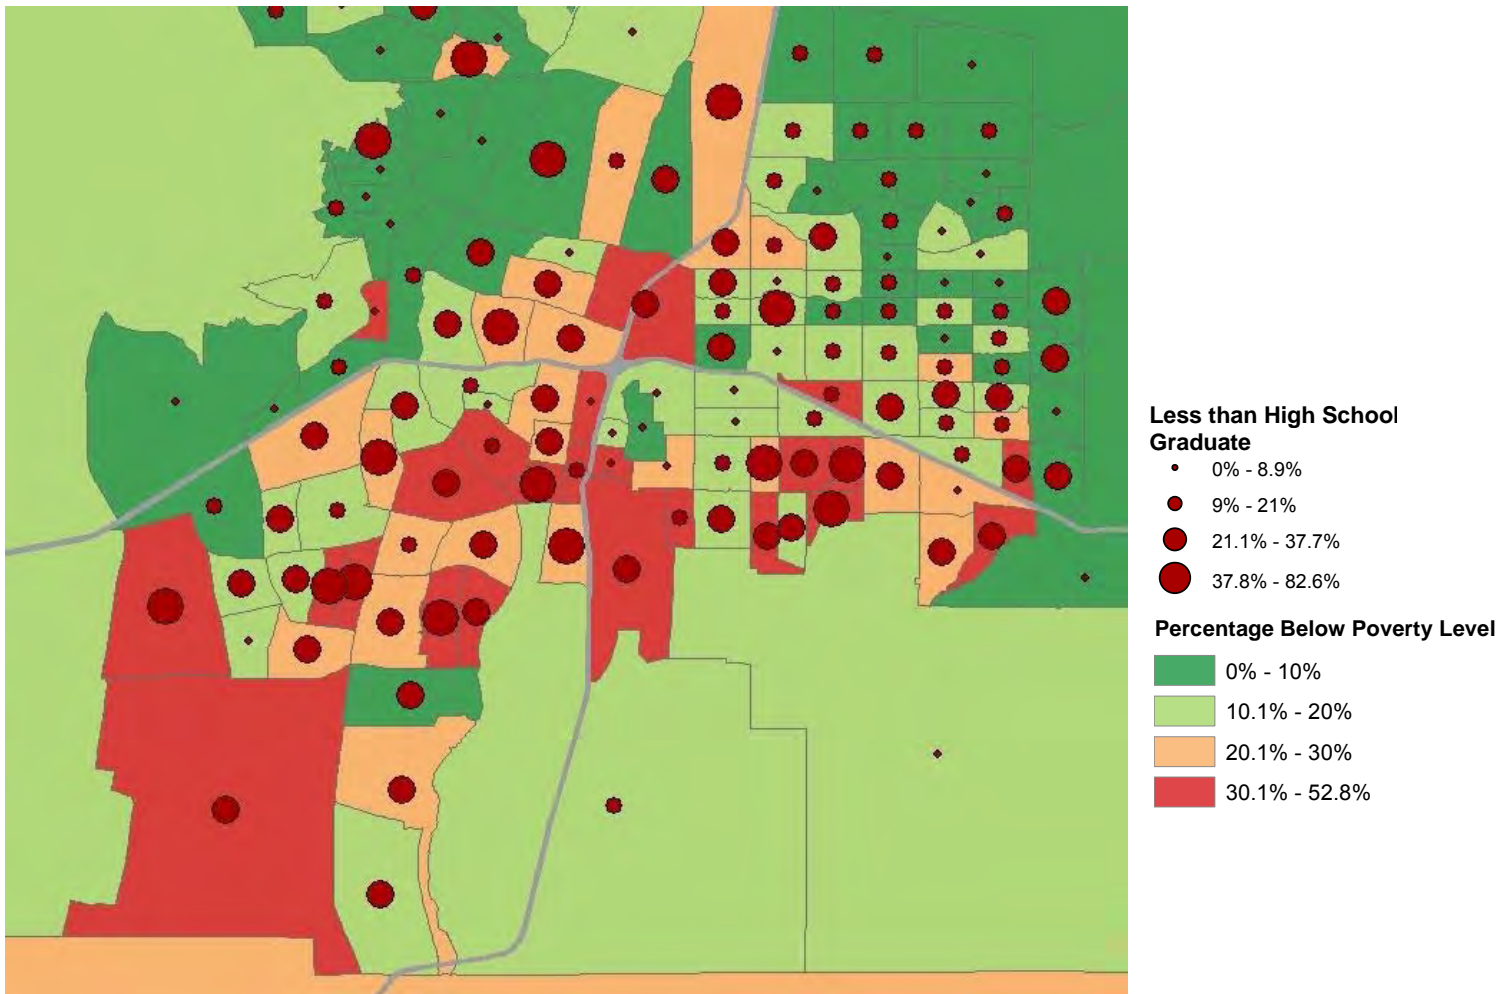 Less than High School
Graduate
0% - 8.9%
9% - 21%
21.1% - 37.7%
37.8% - 82.6%
Percentage Below Poverty Level
0% - 10%
10.1% - 20%
20.1% - 30%
30.1% - 52.8%